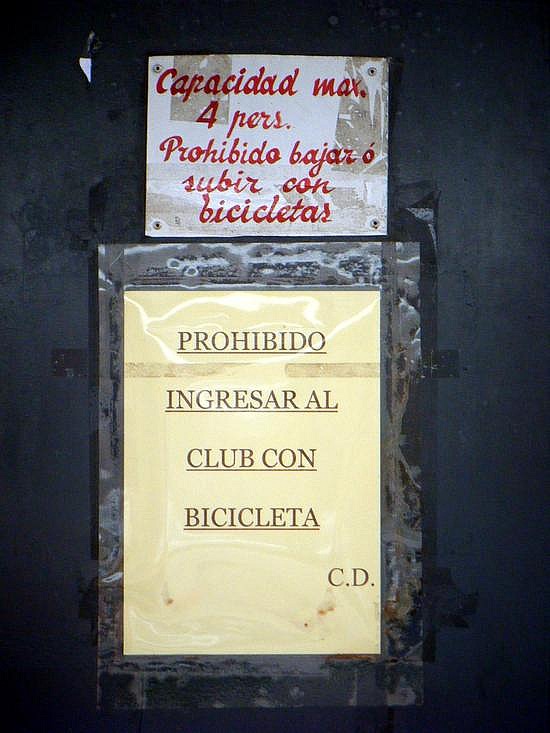 Capacidad max.
4 pers.
Prohibido bajar ó
subir con
bicicletas
PROHIBIDO
INGRESAR AL
CLUB CON
BICICLETA
C.D.